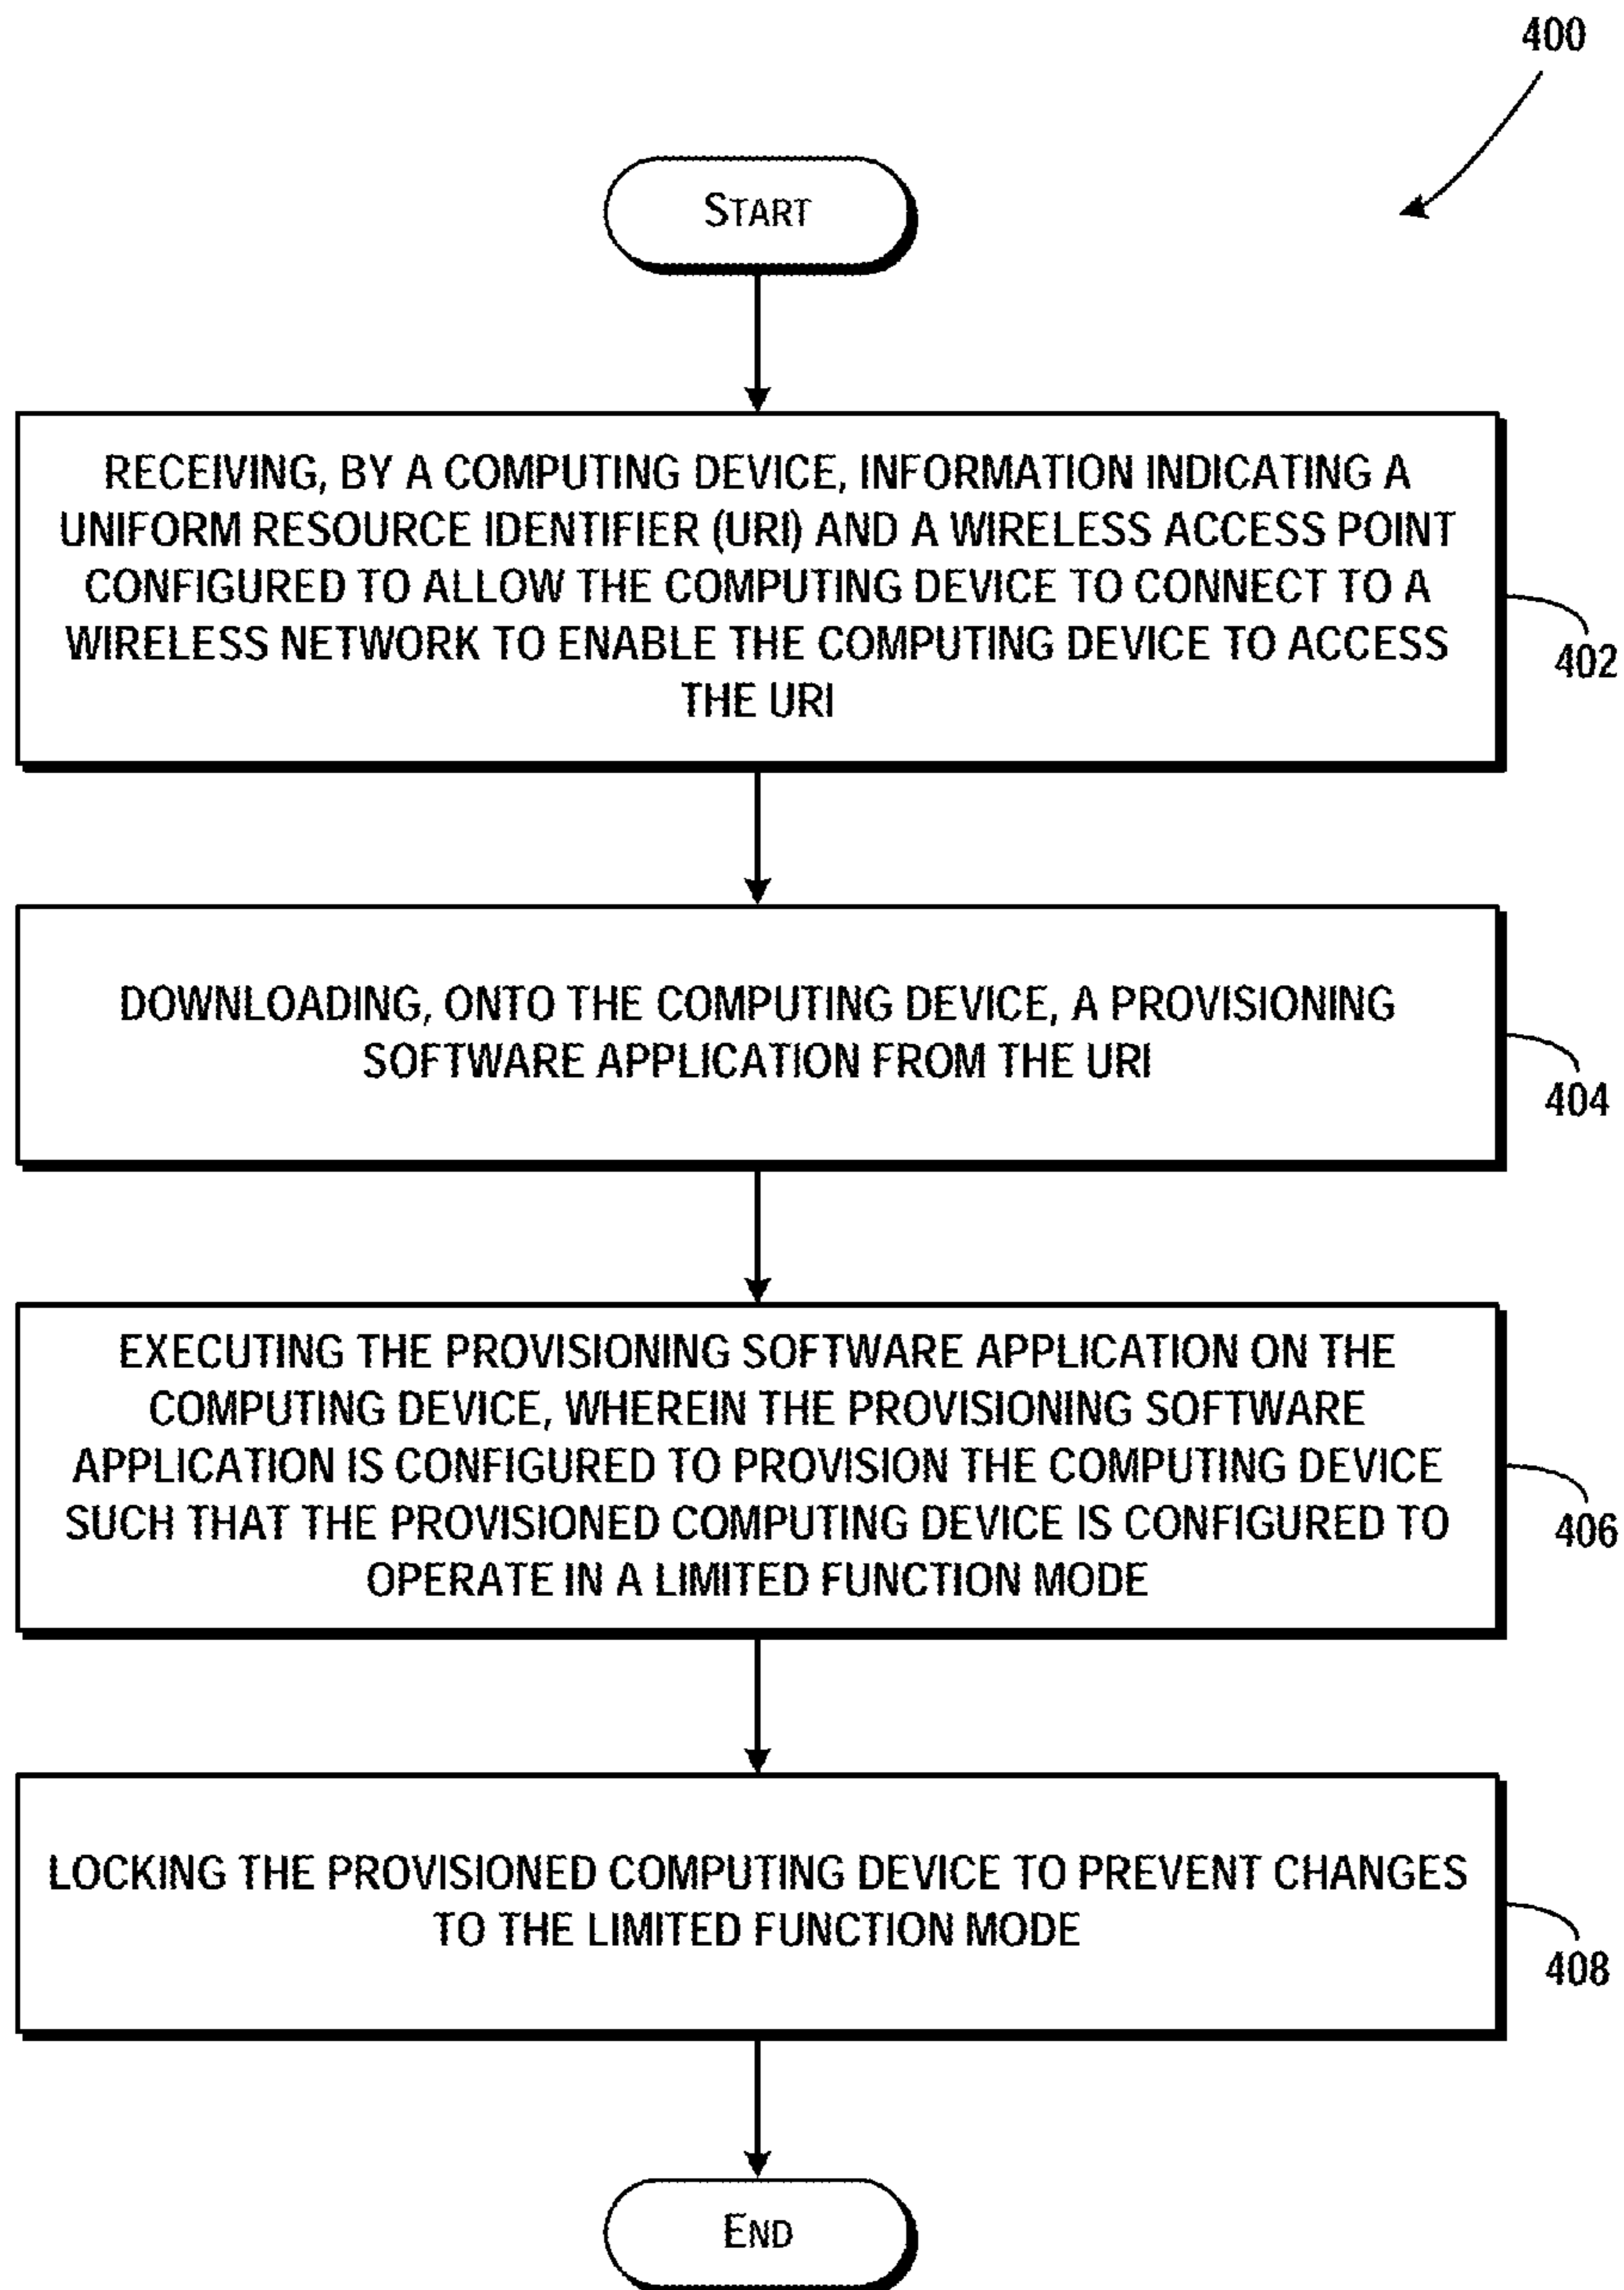 400
START
RECEIVING, BY A COMPUTING DEVICE, INFORMATION INDICATING A
UNIFORM RESOURCE IDENTIFIER (URI) AND A WIRELESS ACCESS POINT
CONFIGURED TO ALLOW THE COMPUTING DEVICE TO CONNECT TO A
WIRELESS NETWORK TO ENABLE THE COMPUTING DEVICE TO ACCESS
THE URI
402
DOWNLOADING, ONTO THE COMPUTING DEVICE, A PROVISIONING
SOFTWARE APPLICATION FROM THE URI
404
EXECUTING THE PROVISIONING SOFTWARE APPLICATION ON THE
COMPUTING DEVICE, WHEREIN THE PROVISIONING SOFTWARE
APPLICATION IS CONFIGURED TO PROVISION THE COMPUTING DEVICE
SUCH THAT THE PROVISIONED COMPUTING DEVICE IS CONFIGURED TO
OPERATE IN A LIMITED FUNCTION MODE
406
LOCKING THE PROVISIONED COMPUTING DEVICE TO PREVENT CHANGES
TO THE LIMITED FUNCTION MODE
408
END